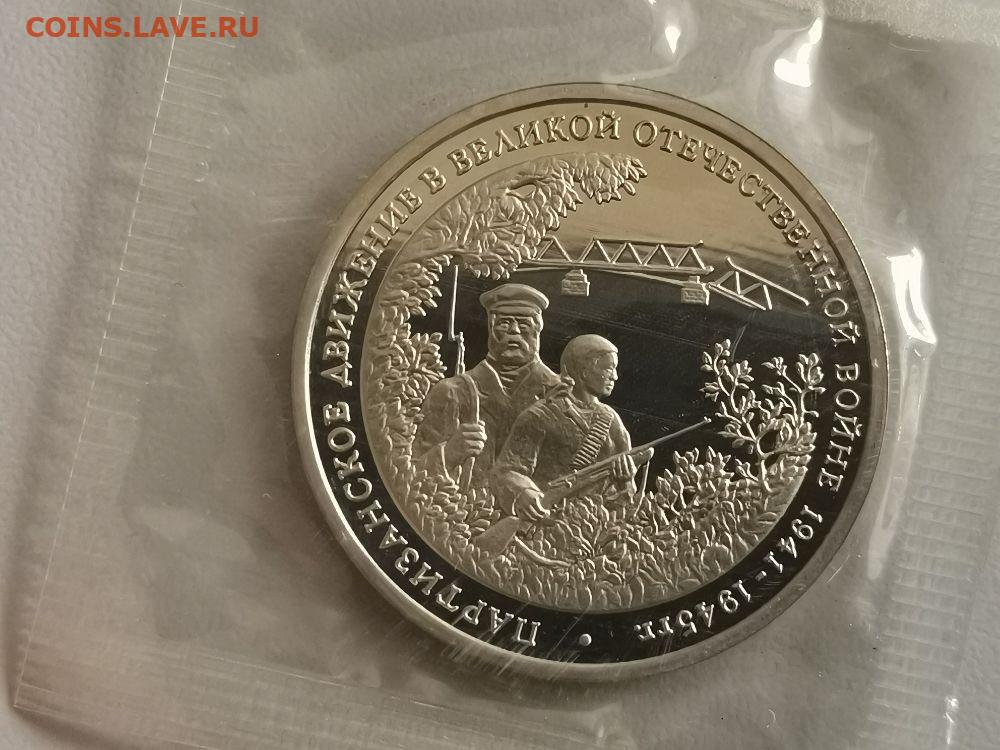 COINS.LAVE.RU
ПАРТИЗАНСКОЕ ДВИЖЕНИЕ В ВЕЛИКОЙ ОТЕЧЕСТВЕННОЙ ВОЙНЕ 1941-1945гг.